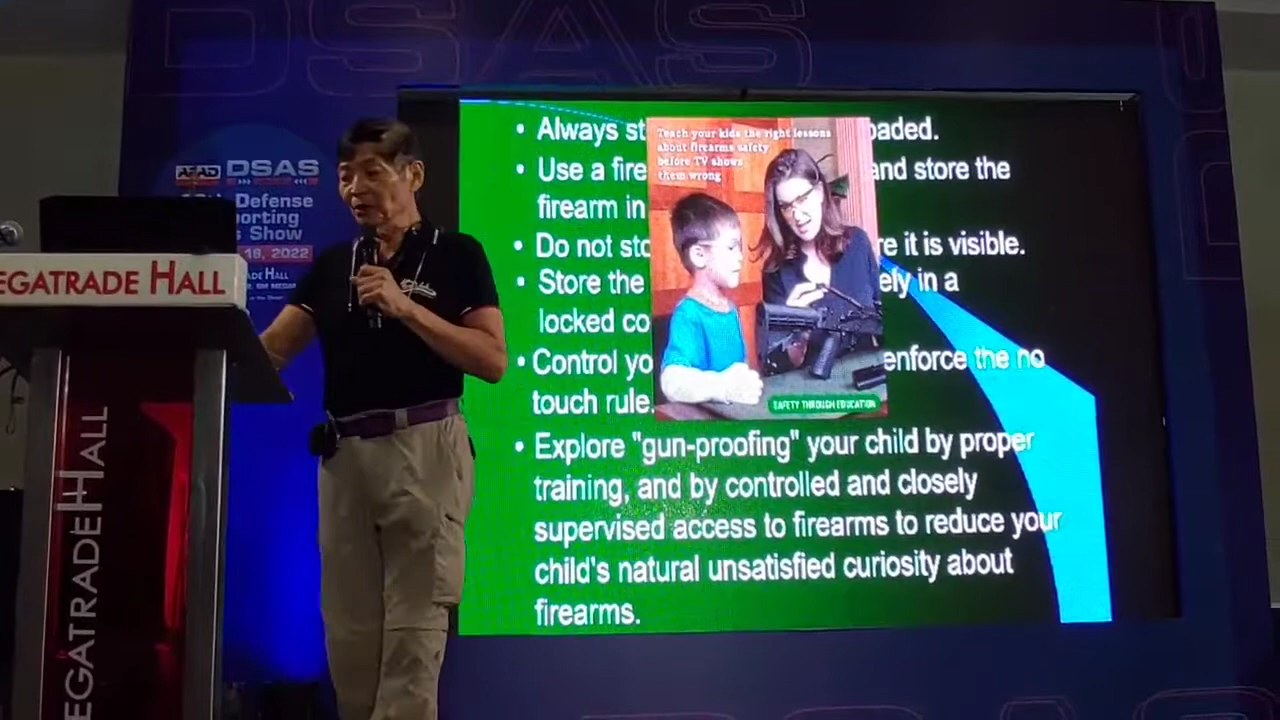 DSAS
AFAD DSAS
Defense
orting
Show
18, 2022
EGATRADE HALL
EGATRADE HALL
• Always st
oaded.
• Use a fire
and store the
firearm in
• Do not sto
re it is visible.
• Store the
ely in a
locked co
• Control yo
enforce the no
touch rule.
• Explore "gun-proofing" your child by proper
training, and by controlled and closely
supervised access to firearms to reduce your
child's natural unsatisfied curiosity about
firearms.
Teach your kids the right lessons
about firearms safety
before TV shows
them wrong
SAFETY THROUGH EDUCATION